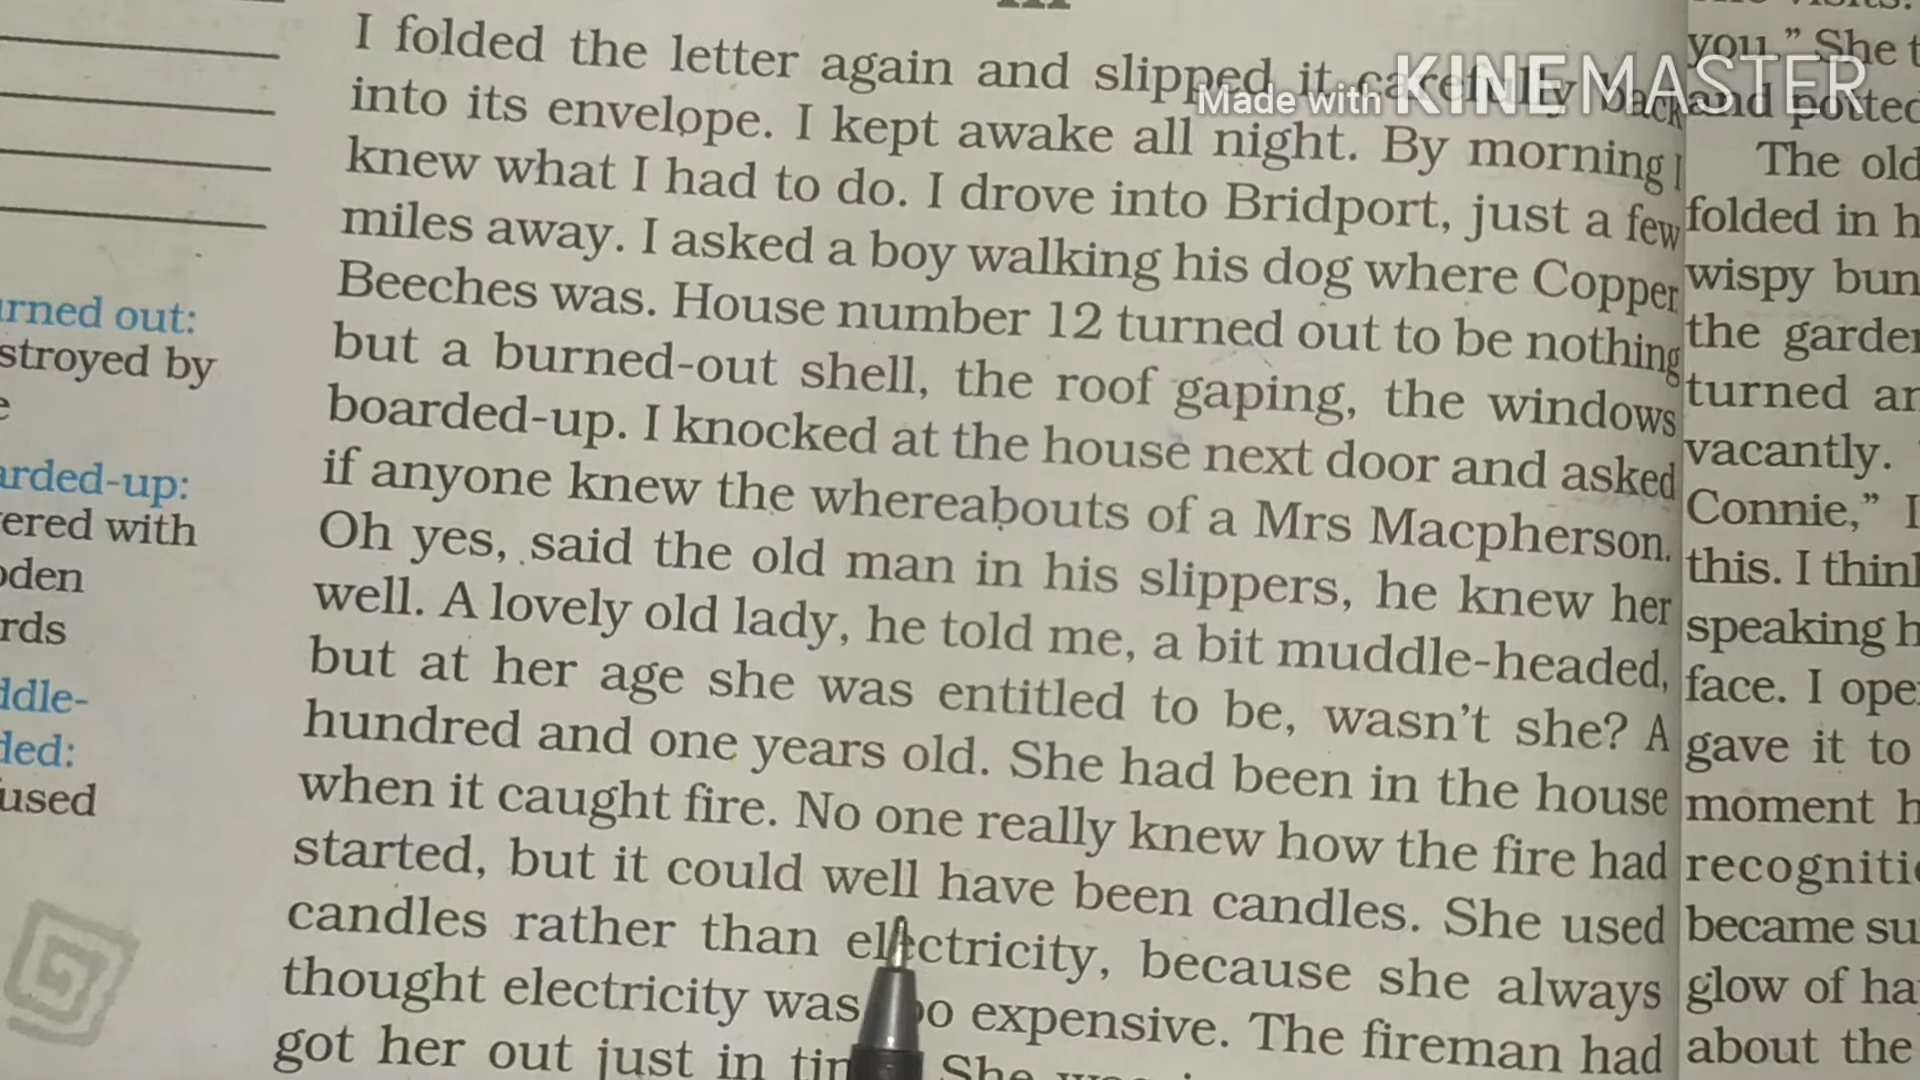 III
I folded the letter again and slipped it carefully back
into its envelope. I kept awake all night. By morning I
knew what I had to do. I drove into Bridport, just a few
miles away. I asked a boy walking his dog where Copper
Beeches was. House number 12 turned out to be nothing
but a burned-out shell, the roof gaping, the windows
boarded-up. I knocked at the house next door and asked
if anyone knew the whereabouts of a Mrs Macpherson.
Oh yes, said the old man in his slippers, he knew her
well. A lovely old lady, he told me, a bit muddle-headed,
but at her age she was entitled to be, wasn't she? A
hundred and one years old. She had been in the house
when it caught fire. No one really knew how the fire had
started, but it could well have been candles. She used
candles rather than electricity, because she always
thought electricity was too expensive. The fireman had
got her out just in She
urned out:
stroyed by
e
arded-up:
ered with
oden
rds
ddle-
ded:
fused
you." She t
and potted
The old
folded in h
wispy bun
the garden
turned ar
vacantly.
Connie," I
this. I think
speaking h
face. I ope
gave it to
moment h
recogniti
became su
glow of ha
about the
Made with KINEMASTER